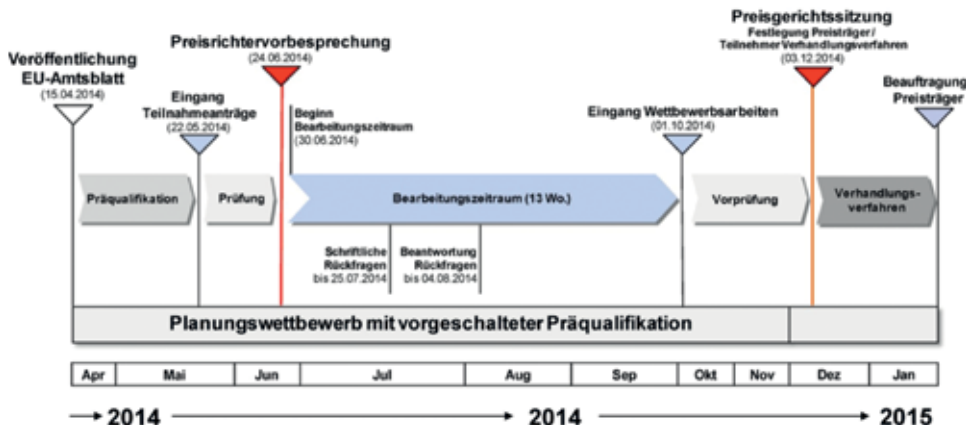 Veröffentlichung
EU-Amtsblatt
(15.04.2014)
Eingang
Teilnahmeanträge
(22.05.2014)
Preisrichtervorbesprechung
(24.06.2014)
Beginn
Bearbeitungszeitraum
(30.06.2014)
Eingang Wettbewerbsarbeiten
(01.10.2014)
Preisgerichtssitzung
Festlegung Preisträger /
Teilnehmer Verhandlungsverfahren
(03.12.2014)
Beauftragung
Preisträger
Präqualifikation
Prüfung
Bearbeitungszeitraum (13 Wo.)
Vorprüfung
Verhandlungs-
verfahren
Schriftliche
Rückfragen
bis 25.07.2014
Beantwortung
Rückfragen
bis 04.08.2014
Planungswettbewerb mit vorgeschalteter Präqualifikation
Apr Mai Jun Jul Aug Sep Okt Nov Dez Jan
2014 2014 2015